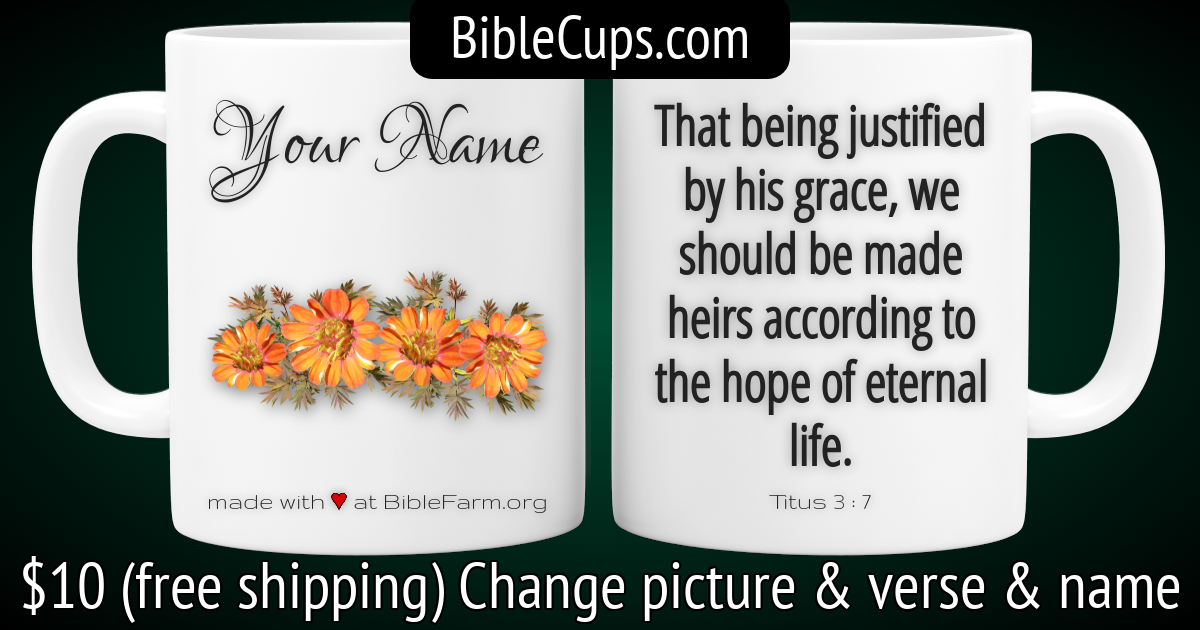 BibleCups.com
Your Name
made with ♥ at BibleFarm.org
That being justified
by his grace, we
should be made
heirs according to
the hope of eternal
life.
Titus 3 : 7
$10 (free shipping) Change picture & verse & name